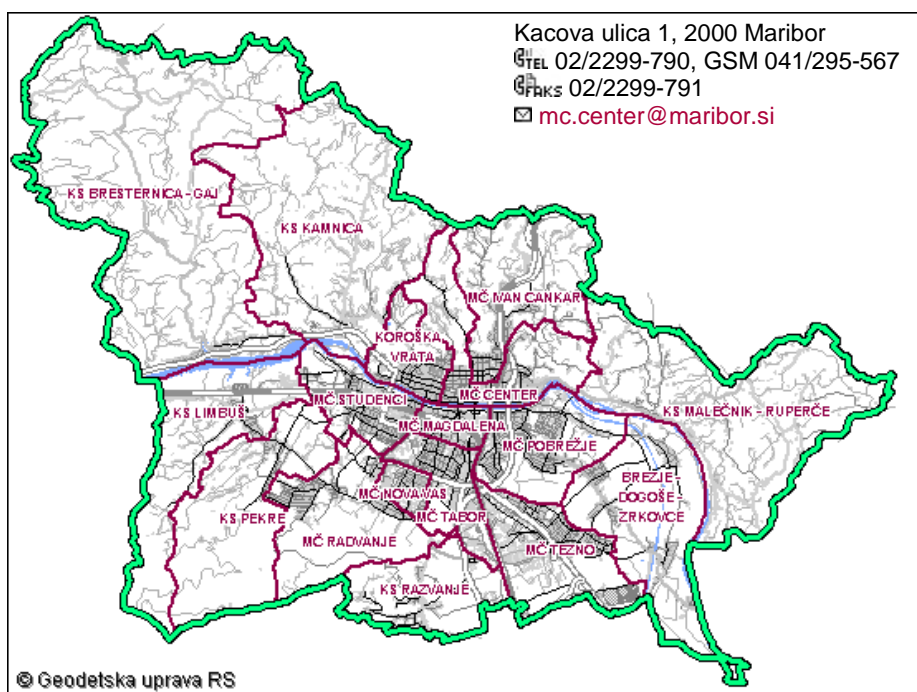 Kacova ulica 1, 2000 Maribor
TEL 02/2299-790, GSM 041/295-567
FAKS 02/2299-791
mc.center@maribor.si
KS BRESTERNICA - GAJ
KS KAMNICA
MČ IVAN CANKAR
KOROŠKA
VRATA
MČ CENTER
MČ STUDENCI
KS LIMBUŠ
KS MALEČNIK - RUPERČE
MČ MAGDALENA
MČ POBREŽJE
BREZJE -
DOGOŠE -
ZRKOVCE
MČ NOVA VAS
KS PEKRE
MČ TABOR
MČ RADVANJE
MČ TEZNO
KS RAZVANJE
© Geodetska uprava RS